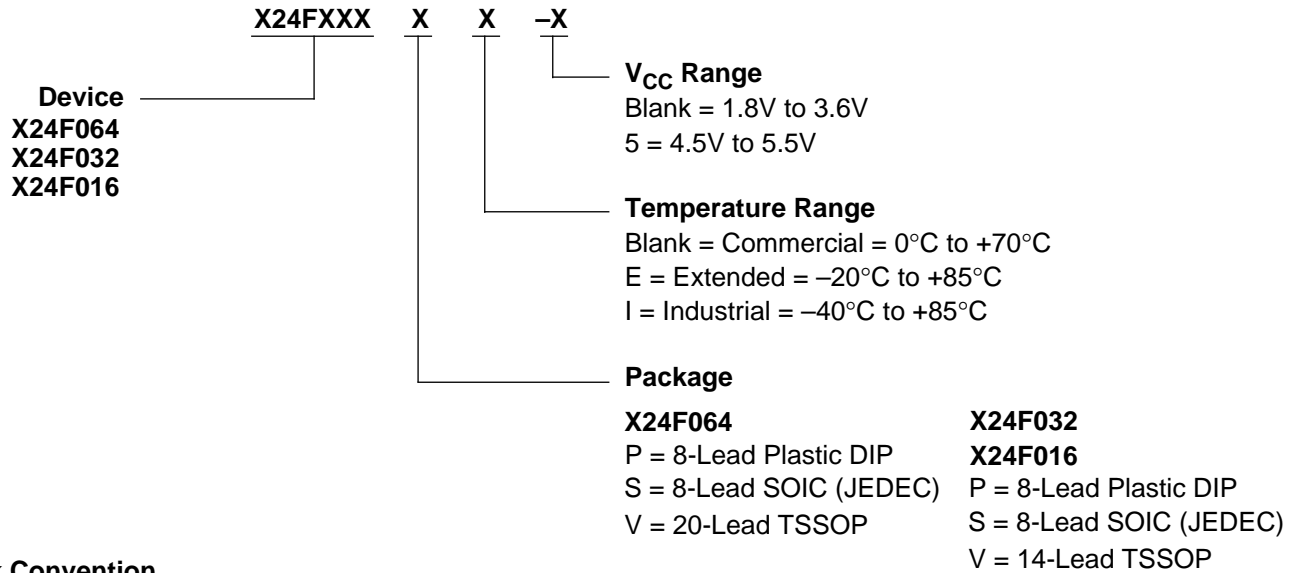 X24FXXX X X –X
Device
X24F064
X24F032
X24F016
VCC Range
Blank = 1.8V to 3.6V
5 = 4.5V to 5.5V
Temperature Range
Blank = Commercial = 0°C to +70°C
E = Extended = –20°C to +85°C
I = Industrial = –40°C to +85°C
Package
X24F064
P = 8-Lead Plastic DIP
S = 8-Lead SOIC (JEDEC)
V = 20-Lead TSSOP
X24F032
X24F016
P = 8-Lead Plastic DIP
S = 8-Lead SOIC (JEDEC)
V = 14-Lead TSSOP
Convention